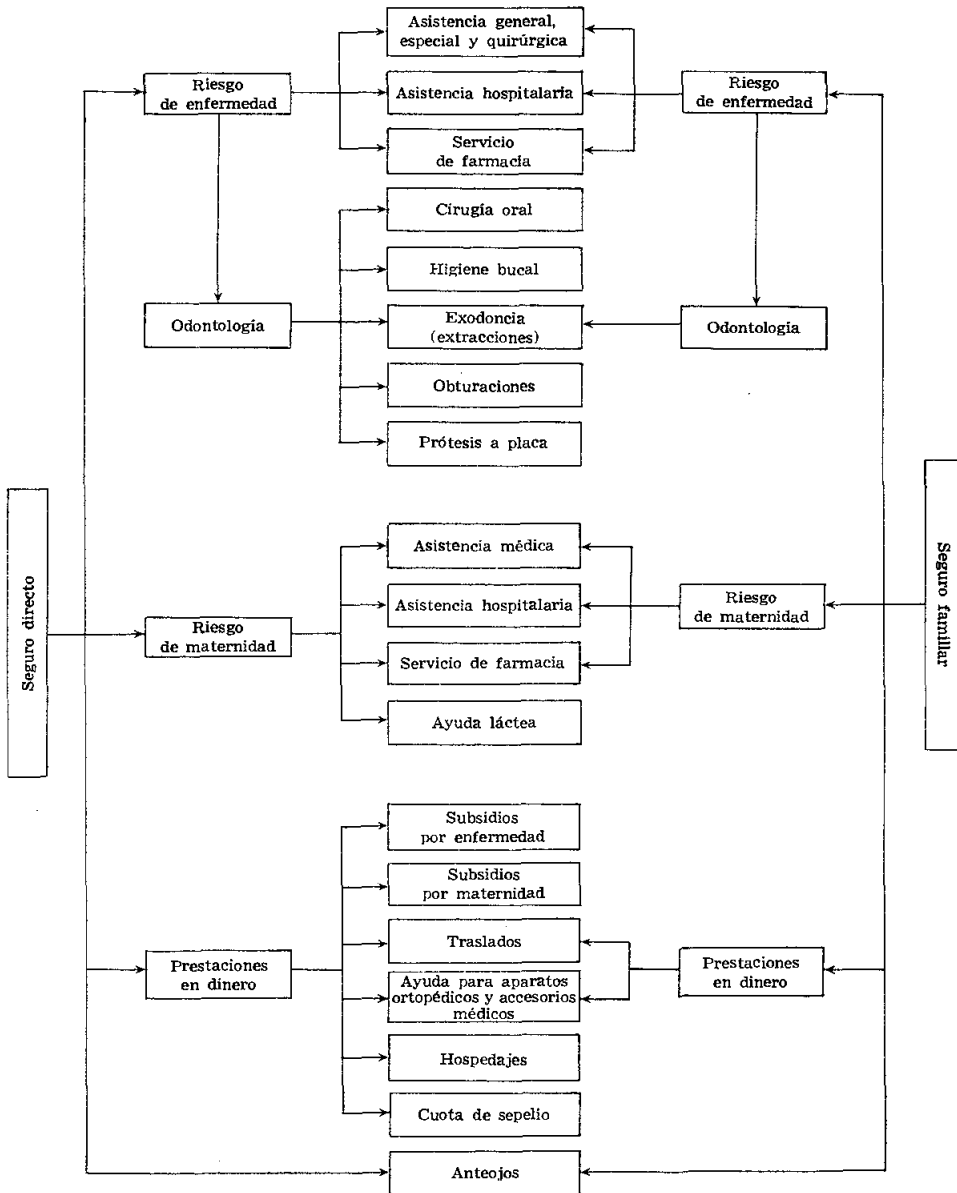 Asistencia general,
especial y quirúrgica
Riesgo
de enfermedad
Asistencia hospitalaria
Riesgo
de enfermedad
Servicio
de farmacia
Cirugía oral
Higiene bucal
Odontología
Exodoncia
(extracciones)
Odontología
Obturaciones
Prótesis a placa
Seguro directo
Asistencia médica
Asistencia hospitalaria
Riesgo
de maternidad
Riesgo
de maternidad
Servicio de farmacia
Ayuda láctea
Seguro familiar
Subsidios
por enfermedad
Subsidios
por maternidad
Traslados
Prestaciones
en dinero
Ayuda para aparatos
ortopédicos y accesorios
médicos
Prestaciones
en dinero
Hospedajes
Cuota de sepelio
Anteojos